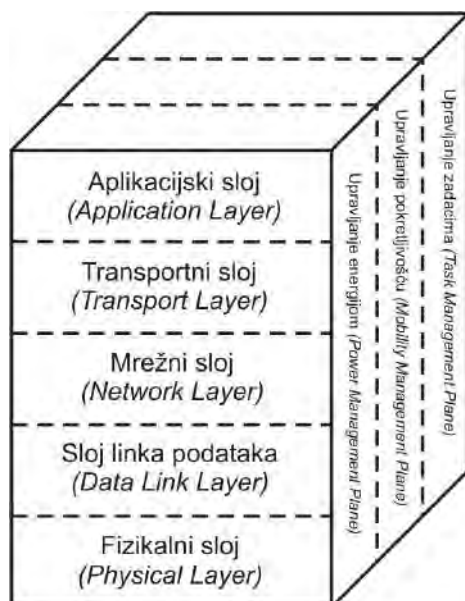 Aplikacijski sloj
(Application Layer)
Transportni sloj
(Transport Layer)
Mrežni sloj
(Network Layer)
Sloj linka podataka
(Data Link Layer)
Fizikalni sloj
(Physical Layer)
Upravljanje energijom (Power Management Plane)
Upravljanje pokretljivošću (Mobility Management Plane)
Upravljanje zadacima (Task Management Plane)